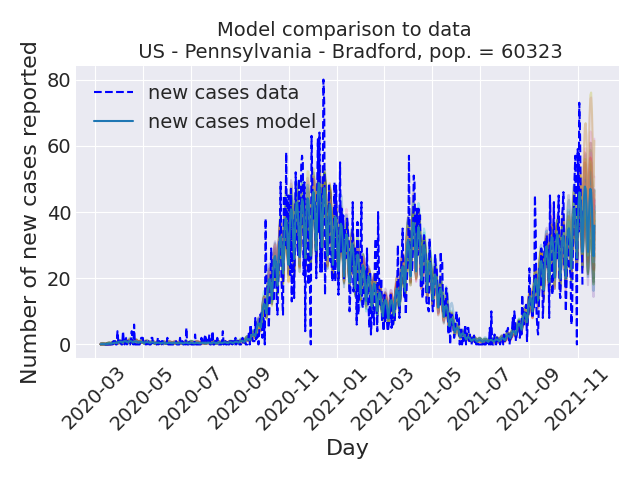 Model comparison to data
US - Pennsylvania - Bradford, pop. = 60323
Number of new cases reported
80
60
40
20
0
new cases data
new cases model
2020-03
2020-05
2020-07
2020-09
2020-11
2021-01
2021-03
2021-05
2021-07
2021-09
2021-11
Day